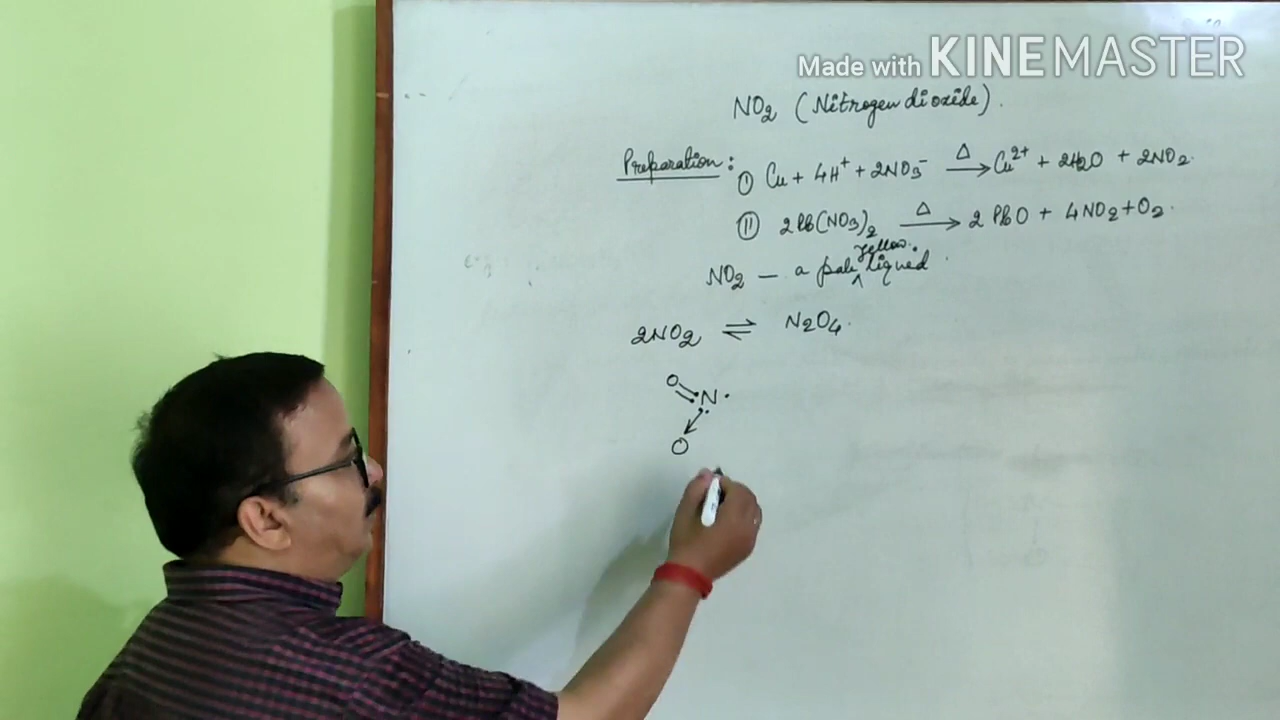 Made with KINEMASTER
NO2 (Nitrogen dioxide).
Preparation: I Cu + 4H+ + 2NO3- Δ→ Cu2+ + 2H2O + 2NO2.
II 2Pb(NO3)2 Δ→ 2PbO + 4NO2 + O2.
yellow.
NO2 — a pale ^ liqued
2NO2 ⇌ N2O4.
O
N
O